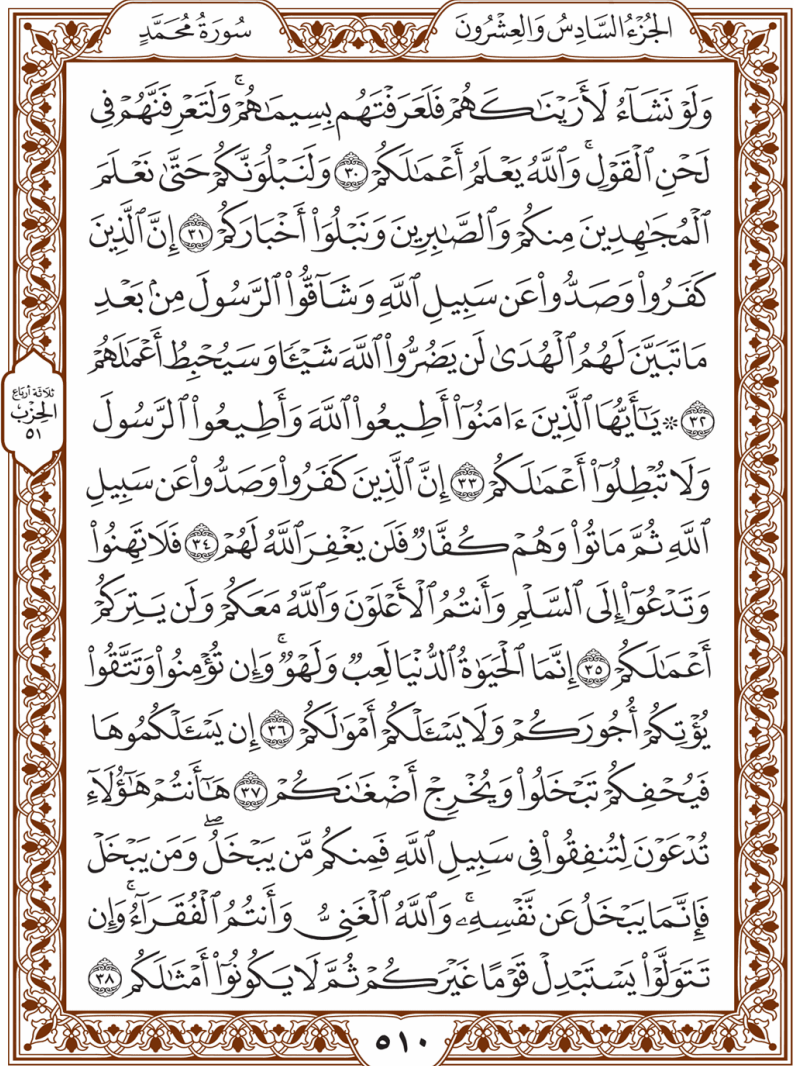 سُورَةُ مُحَمَّدٍ
الجُزْءُ السَّادِسُ وَالعِشْرُونَ
وَلَوْ نَشَآءُ لَأَرَيْنَٰكَهُمْ فَلَعَرَفْتَهُم بِسِيمَٰهُمْۚ وَلَتَعْرِفَنَّهُمْ فِى
لَحْنِ ٱلْقَوْلِۚ وَٱللَّهُ يَعْلَمُ أَعْمَٰلَكُمْ ٣٠ وَلَنَبْلُوَنَّكُمْ حَتَّىٰ نَعْلَمَ
ٱلْمُجَٰهِدِينَ مِنكُمْ وَٱلصَّٰبِرِينَ وَنَبْلُوَا۟ أَخْبَارَكُمْ ٣١ إِنَّ ٱلَّذِينَ
كَفَرُوا۟ وَصَدُّوا۟ عَن سَبِيلِ ٱللَّهِ وَشَآقُّوا۟ ٱلرَّسُولَ مِنۢ بَعْدِ
مَا تَبَيَّنَ لَهُمُ ٱلْهُدَىٰ لَن يَضُرُّوا۟ ٱللَّهَ شَيْـًٔا وَسَيُحْبِطُ أَعْمَٰلَهُمْ
٣٢ ۞ يَٰٓأَيُّهَا ٱلَّذِينَ ءَامَنُوٓا۟ أَطِيعُوا۟ ٱللَّهَ وَأَطِيعُوا۟ ٱلرَّسُولَ
وَلَا تُبْطِلُوٓا۟ أَعْمَٰلَكُمْ ٣٣ إِنَّ ٱلَّذِينَ كَفَرُوا۟ وَصَدُّوا۟ عَن سَبِيلِ
ٱللَّهِ ثُمَّ مَاتُوا۟ وَهُمْ كُفَّارٌ فَلَن يَغْفِرَ ٱللَّهُ لَهُمْ ٣٤ فَلَا تَهِنُوا۟
وَتَدْعُوٓا۟ إِلَى ٱلسَّلْمِ وَأَنتُمُ ٱلْأَعْلَوْنَ وَٱللَّهُ مَعَكُمْ وَلَن يَتِرَكُمْ
أَعْمَٰلَكُمْ ٣٥ إِنَّمَا ٱلْحَيَوٰةُ ٱلدُّنْيَا لَعِبٌ وَلَهْوٌۚ وَإِن تُؤْمِنُوا۟ وَتَتَّقُوا۟
يُؤْتِكُمْ أُجُورَكُمْ وَلَا يَسْـَٔلْكُمْ أَمْوَٰلَكُمْ ٣٦ إِن يَسْـَٔلْكُمُوهَا
فَيُحْفِكُمْ تَبْخَلُوا۟ وَيُخْرِجْ أَضْغَٰنَكُمْ ٣٧ هَٰٓأَنتُمْ هَٰٓؤُلَآءِ
تُدْعَوْنَ لِتُنفِقُوا۟ فِى سَبِيلِ ٱللَّهِ فَمِنكُم مَّن يَبْخَلُۖ وَمَن يَبْخَلْ
فَإِنَّمَا يَبْخَلُ عَن نَّفْسِهِۦۚ وَٱللَّهُ ٱلْغَنِىُّ وَأَنتُمُ ٱلْفُقَرَآءُۚ وَإِن
تَتَوَلَّوْا۟ يَسْتَبْدِلْ قَوْمًا غَيْرَكُمْ ثُمَّ لَا يَكُونُوٓا۟ أَمْثَٰلَكُم ٣٨
ثلاثة أرباع
الحِزْب
٥١
٥١٠